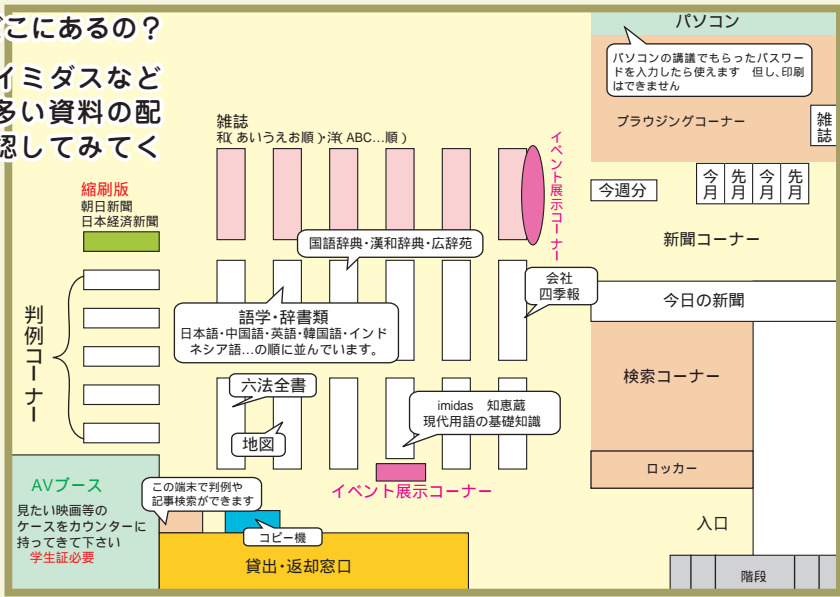 どこにあるの？
イミダスなど
多い資料の配
認してみてく
パソコン
パソコンの講議でもらったパスワー
ドを入力したら使えます　但し、印刷
はできません
ブラウジングコーナー
雑誌
雑誌
和(あいうえお順)・洋(ABC…順)
イベント展示コーナー
今週分
今月
先月
今月
先月
新聞コーナー
縮刷版
朝日新聞
日本経済新聞
国語辞典・漢和辞典・広辞苑
会社
四季報
今日の新聞
語学・辞書類
日本語・中国語・英語・韓国語・インド
ネシア語…の順に並んでいます。
判例コーナー
検索コーナー
六法全書
地図
imidas　知恵蔵
現代用語の基礎知識
ロッカー
イベント展示コーナー
AVブース
見たい映画等の
ケースをカウンターに
持ってきて下さい
学生証必要
この端末で判例や
記事検索ができます
コピー機
入口
貸出・返却窓口
階段